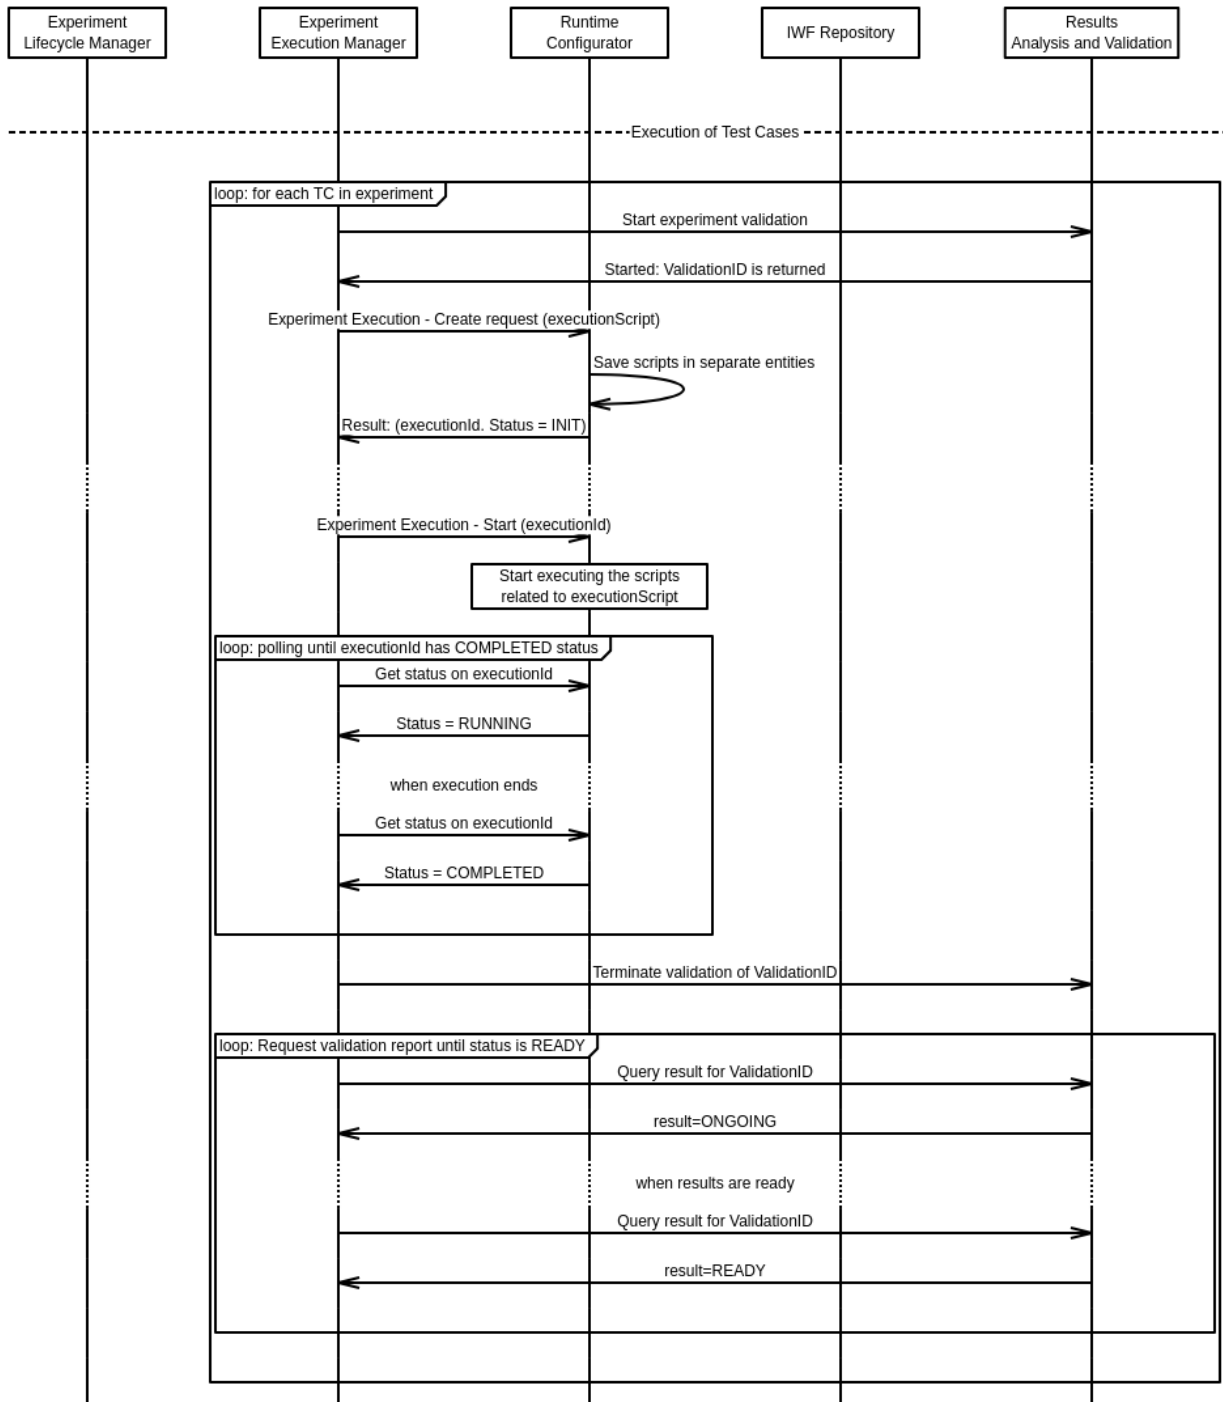 Experiment
Lifecycle Manager
Experiment
Execution Manager
Runtime
Configurator
IWF Repository
Results
Analysis and Validation
Execution of Test Cases
loop: for each TC in experiment
Start experiment validation
Started: ValidationID is returned
Experiment Execution - Create request (executionScript)
Save scripts in separate entities
Result: (executionId. Status = INIT)
Experiment Execution - Start (executionId)
Start executing the scripts
related to executionScript
loop: polling until executionId has COMPLETED status
Get status on executionId
Status = RUNNING
when execution ends
Get status on executionId
Status = COMPLETED
Terminate validation of ValidationID
loop: Request validation report until status is READY
Query result for ValidationID
result=ONGOING
when results are ready
Query result for ValidationID
result=READY